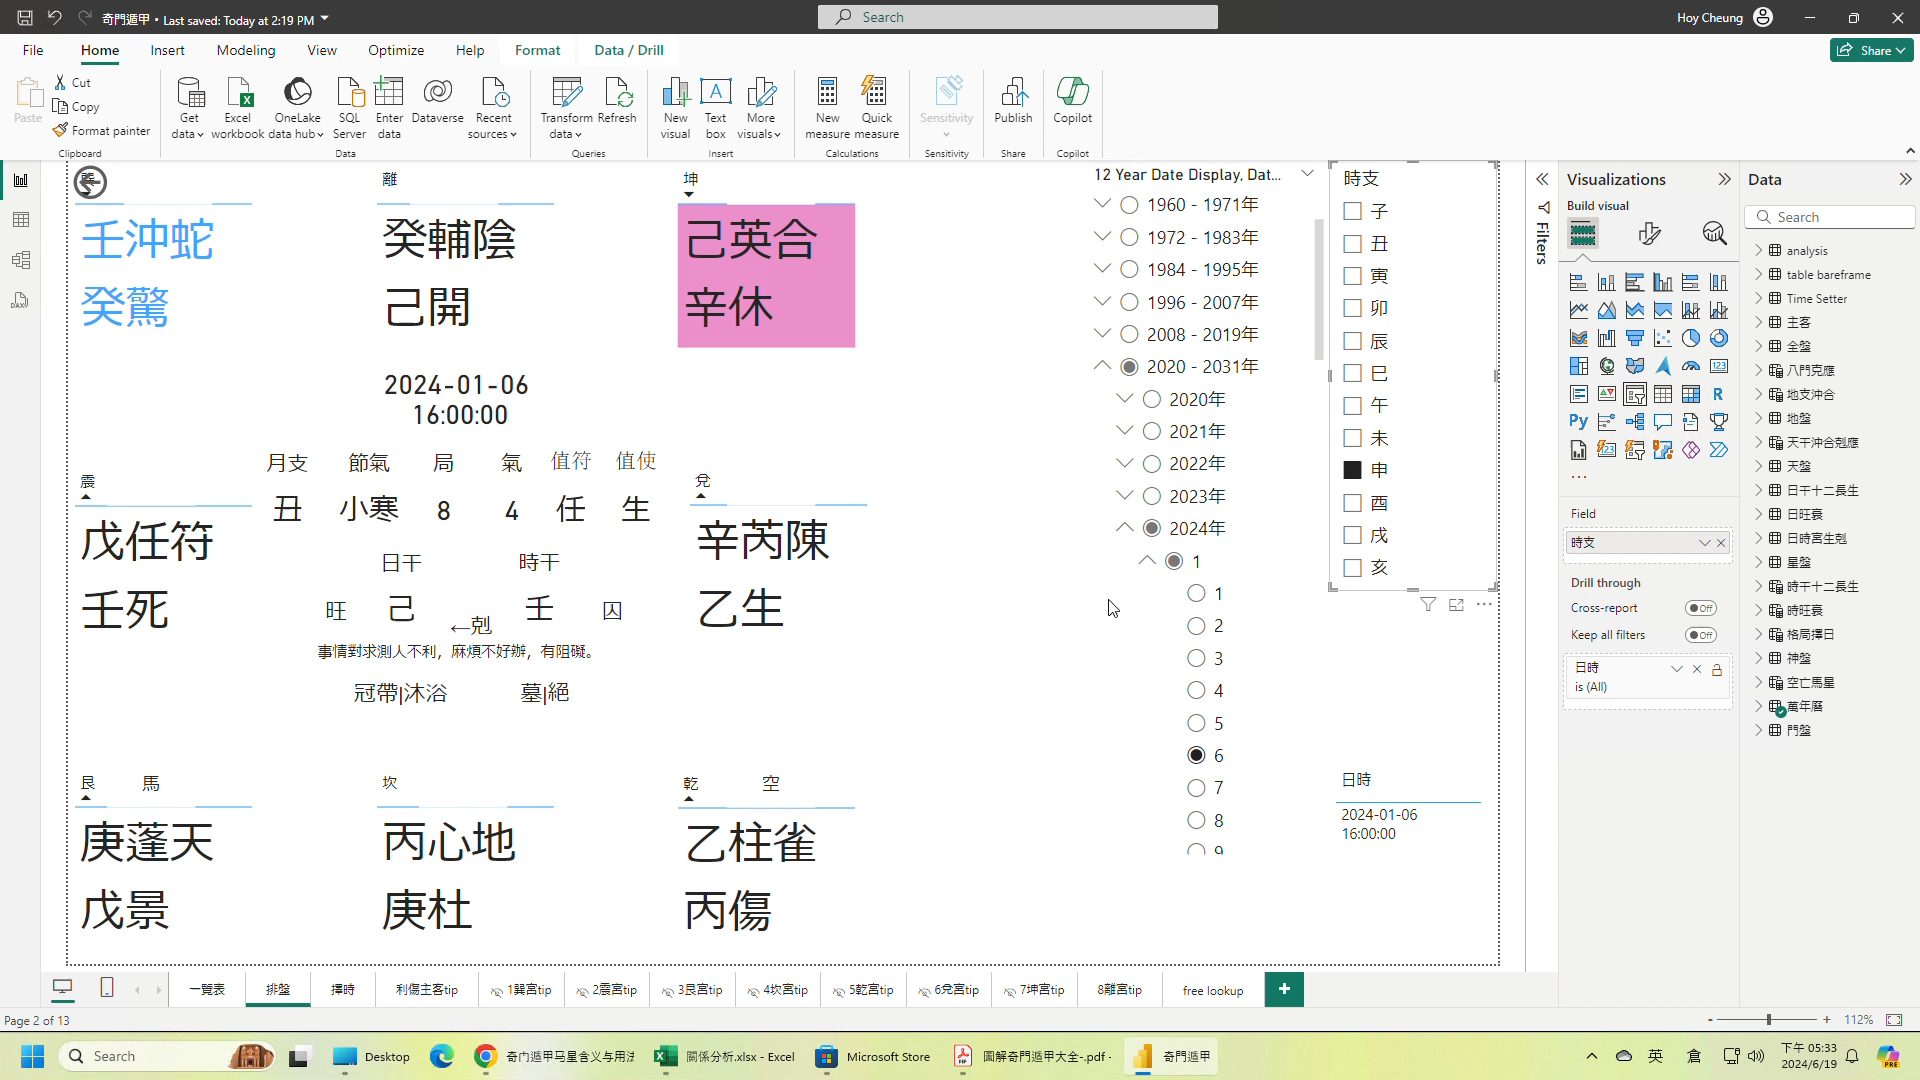 奇門遁甲 • Last saved: Today at 2:19 PM
Search
Hoy Cheung
File
Home
Insert
Modeling
View
Optimize
Help
Format
Data / Drill
Share
Paste
Cut
Copy
Format painter
Clipboard
Get data
Excel workbook
OneLake data hub
SQL Server
Enter data
Dataverse
Recent sources
Data
Transform data
Refresh
Queries
New visual
Text box
More visuals
Insert
New measure
Quick measure
Calculations
Sensitivity
Sensitivity
Publish
Share
Copilot
Copilot
壬沖蛇
癸驚
離
癸輔陰
己開
坤
己英合
辛休
2024-01-06
16:00:00
月支 節氣 局 氣 值符 值使
丑 小寒 8 4 任 生
日干 時干
旺 己 ←剋 壬 囚
事情對求測人不利，麻煩不好辦，有阻礙。
冠帶|沐浴 墓|絕
震
戊任符
壬死
兌
辛芮陳
乙生
艮 馬
庚蓬天
戊景
坎
丙心地
庚杜
乾 空
乙柱雀
丙傷
12 Year Date Display, Dat...
1960 - 1971年
1972 - 1983年
1984 - 1995年
1996 - 2007年
2008 - 2019年
2020 - 2031年
2020年
2021年
2022年
2023年
2024年
1
1
2
3
4
5
6
7
8
9
時支
子
丑
寅
卯
辰
巳
午
未
申
酉
戌
亥
日時
2024-01-06
16:00:00
Filters
Visualizations
Build visual
123
R
Py
123
...
Field
時支
Drill through
Cross-report
Off
Keep all filters
Off
日時
is (All)
Data
Search
analysis
table bareframe
Time Setter
主客
全盤
八門克應
地支沖合
地盤
天干沖合剋應
天盤
日干十二長生
日旺衰
日時宮生剋
星盤
時干十二長生
時旺衰
格局擇日
神盤
空亡馬星
萬年曆
門盤
一覽表
排盤
擇時
利傷主客tip
1巽宮tip
2震宮tip
3艮宮tip
4坎宮tip
5乾宮tip
6兌宮tip
7坤宮tip
8離宮tip
free lookup
+
Page 2 of 13
- + 112%
Search
Desktop
奇门遁甲马星含义与用法
關係分析.xlsx - Excel
Microsoft Store
圖解奇門遁甲大全-.pdf -
奇門遁甲
英
倉
下午 05:33
2024/6/19
PRE